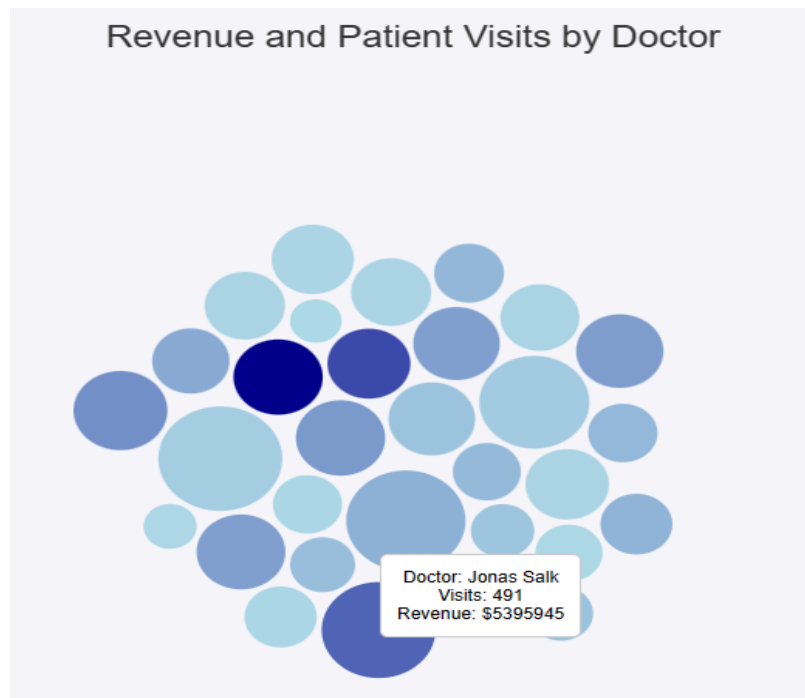 Revenue and Patient Visits by Doctor
Doctor: Jonas Salk
Visits: 491
Revenue: $5395945